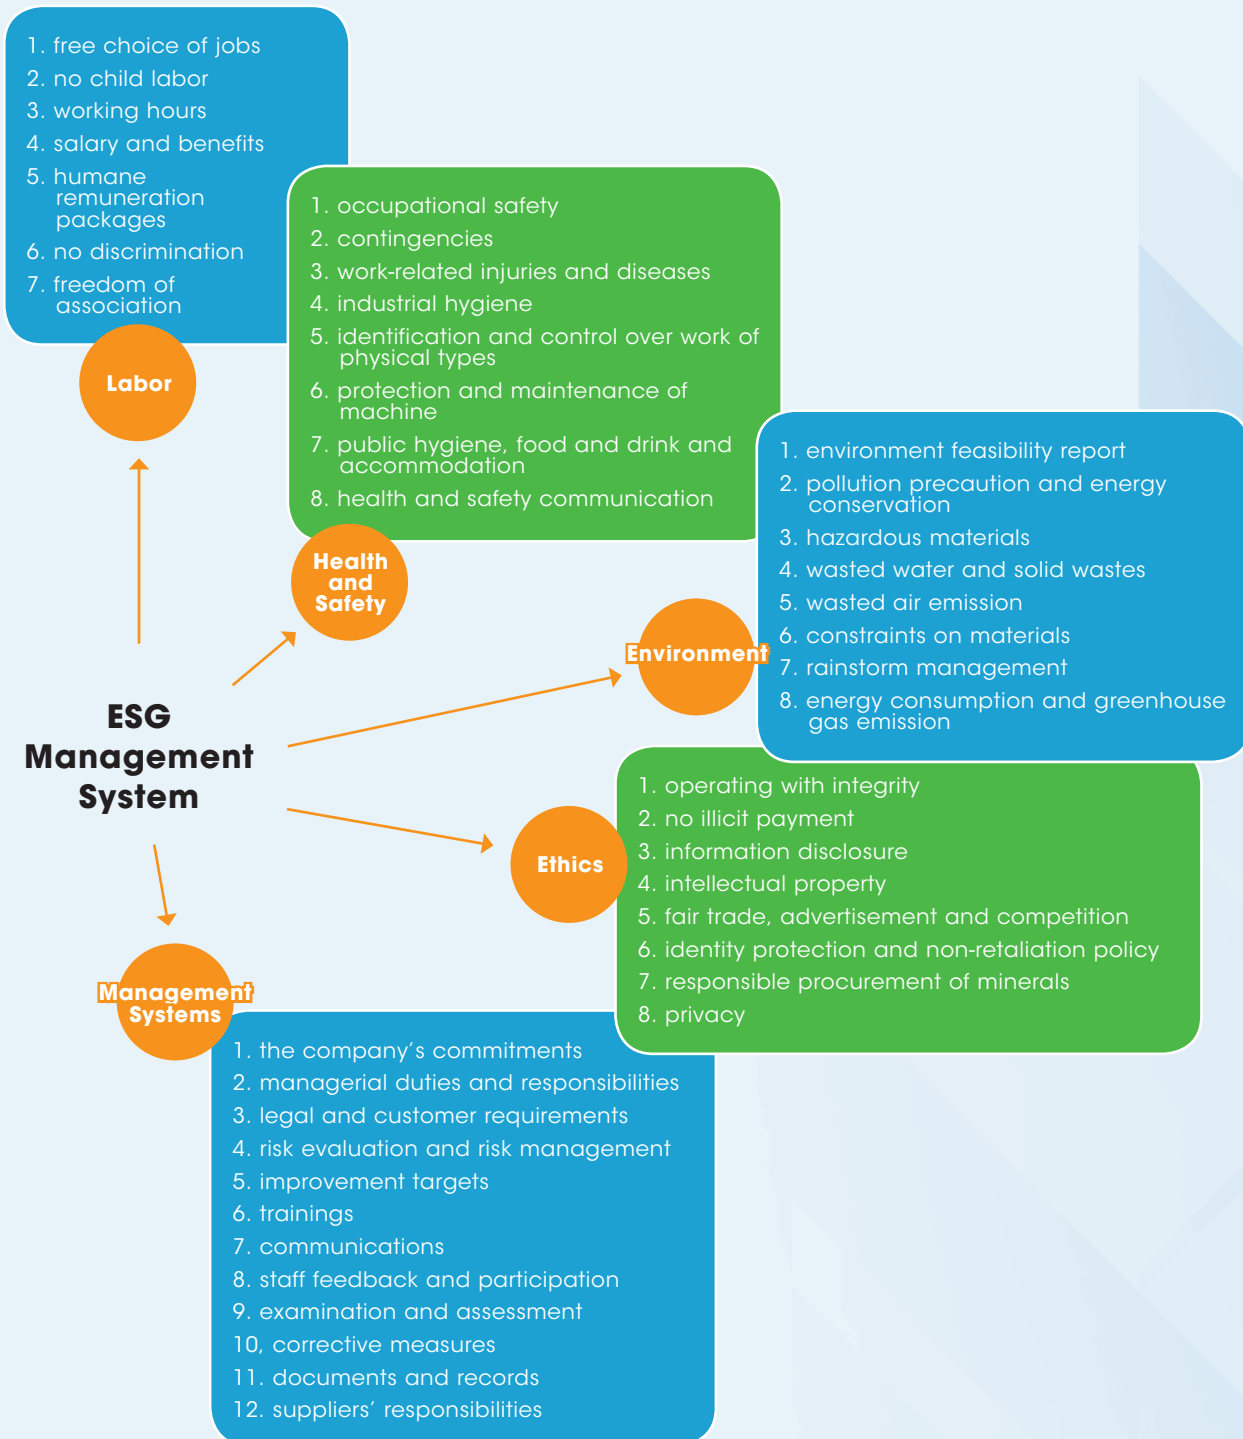 1. free choice of jobs
2. no child labor
3. working hours
4. salary and benefits
5. humane
remuneration
packages
6. no discrimination
7. freedom of
association
Labor
1. occupational safety
2. contingencies
3. work-related injuries and diseases
4. industrial hygiene
5. identification and control over work of
physical types
6. protection and maintenance of
machine
7. public hygiene, food and drink and
accommodation
8. health and safety communication
Health
and
Safety
1. environment feasibility report
2. pollution precaution and energy
conservation
3. hazardous materials
4. wasted water and solid wastes
5. wasted air emission
6. constraints on materials
7. rainstorm management
8. energy consumption and greenhouse
gas emission
Environment
ESG
Management
System
1. operating with integrity
2. no illicit payment
3. information disclosure
4. intellectual property
5. fair trade, advertisement and competition
6. identity protection and non-retaliation policy
7. responsible procurement of minerals
8. privacy
Ethics
Management
Systems
1. the company's commitments
2. managerial duties and responsibilities
3. legal and customer requirements
4. risk evaluation and risk management
5. improvement targets
6. trainings
7. communications
8. staff feedback and participation
9. examination and assessment
10, corrective measures
11. documents and records
12. suppliers' responsibilities